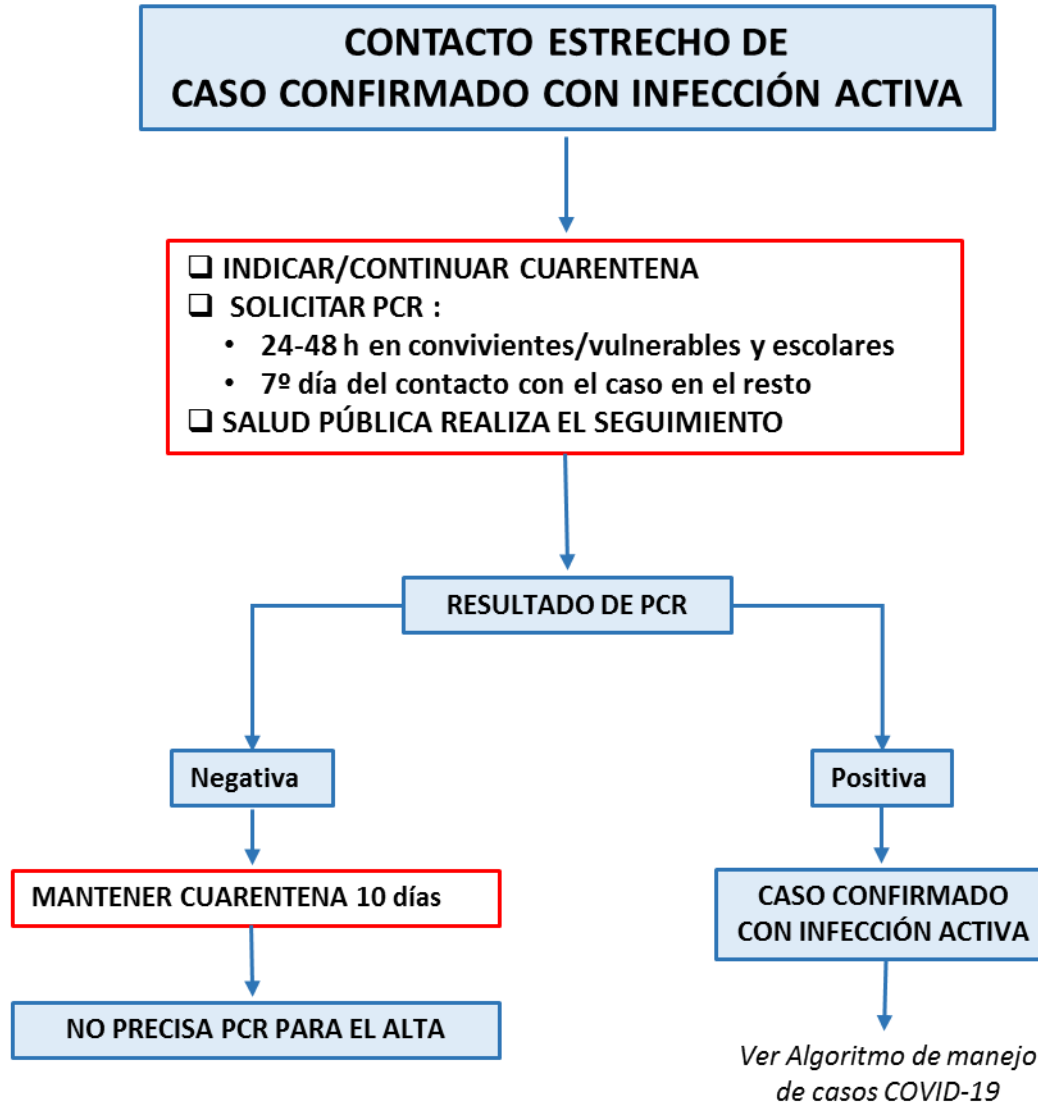 CONTACTO ESTRECHO DE
CASO CONFIRMADO CON INFECCIÓN ACTIVA
❑ INDICAR/CONTINUAR CUARENTENA
❑ SOLICITAR PCR :
• 24-48 h en convivientes/vulnerables y escolares
• 7º día del contacto con el caso en el resto
❑ SALUD PÚBLICA REALIZA EL SEGUIMIENTO
RESULTADO DE PCR
Negativa
Positiva
MANTENER CUARENTENA 10 días
CASO CONFIRMADO
CON INFECCIÓN ACTIVA
NO PRECISA PCR PARA EL ALTA
Ver Algoritmo de manejo
de casos COVID-19